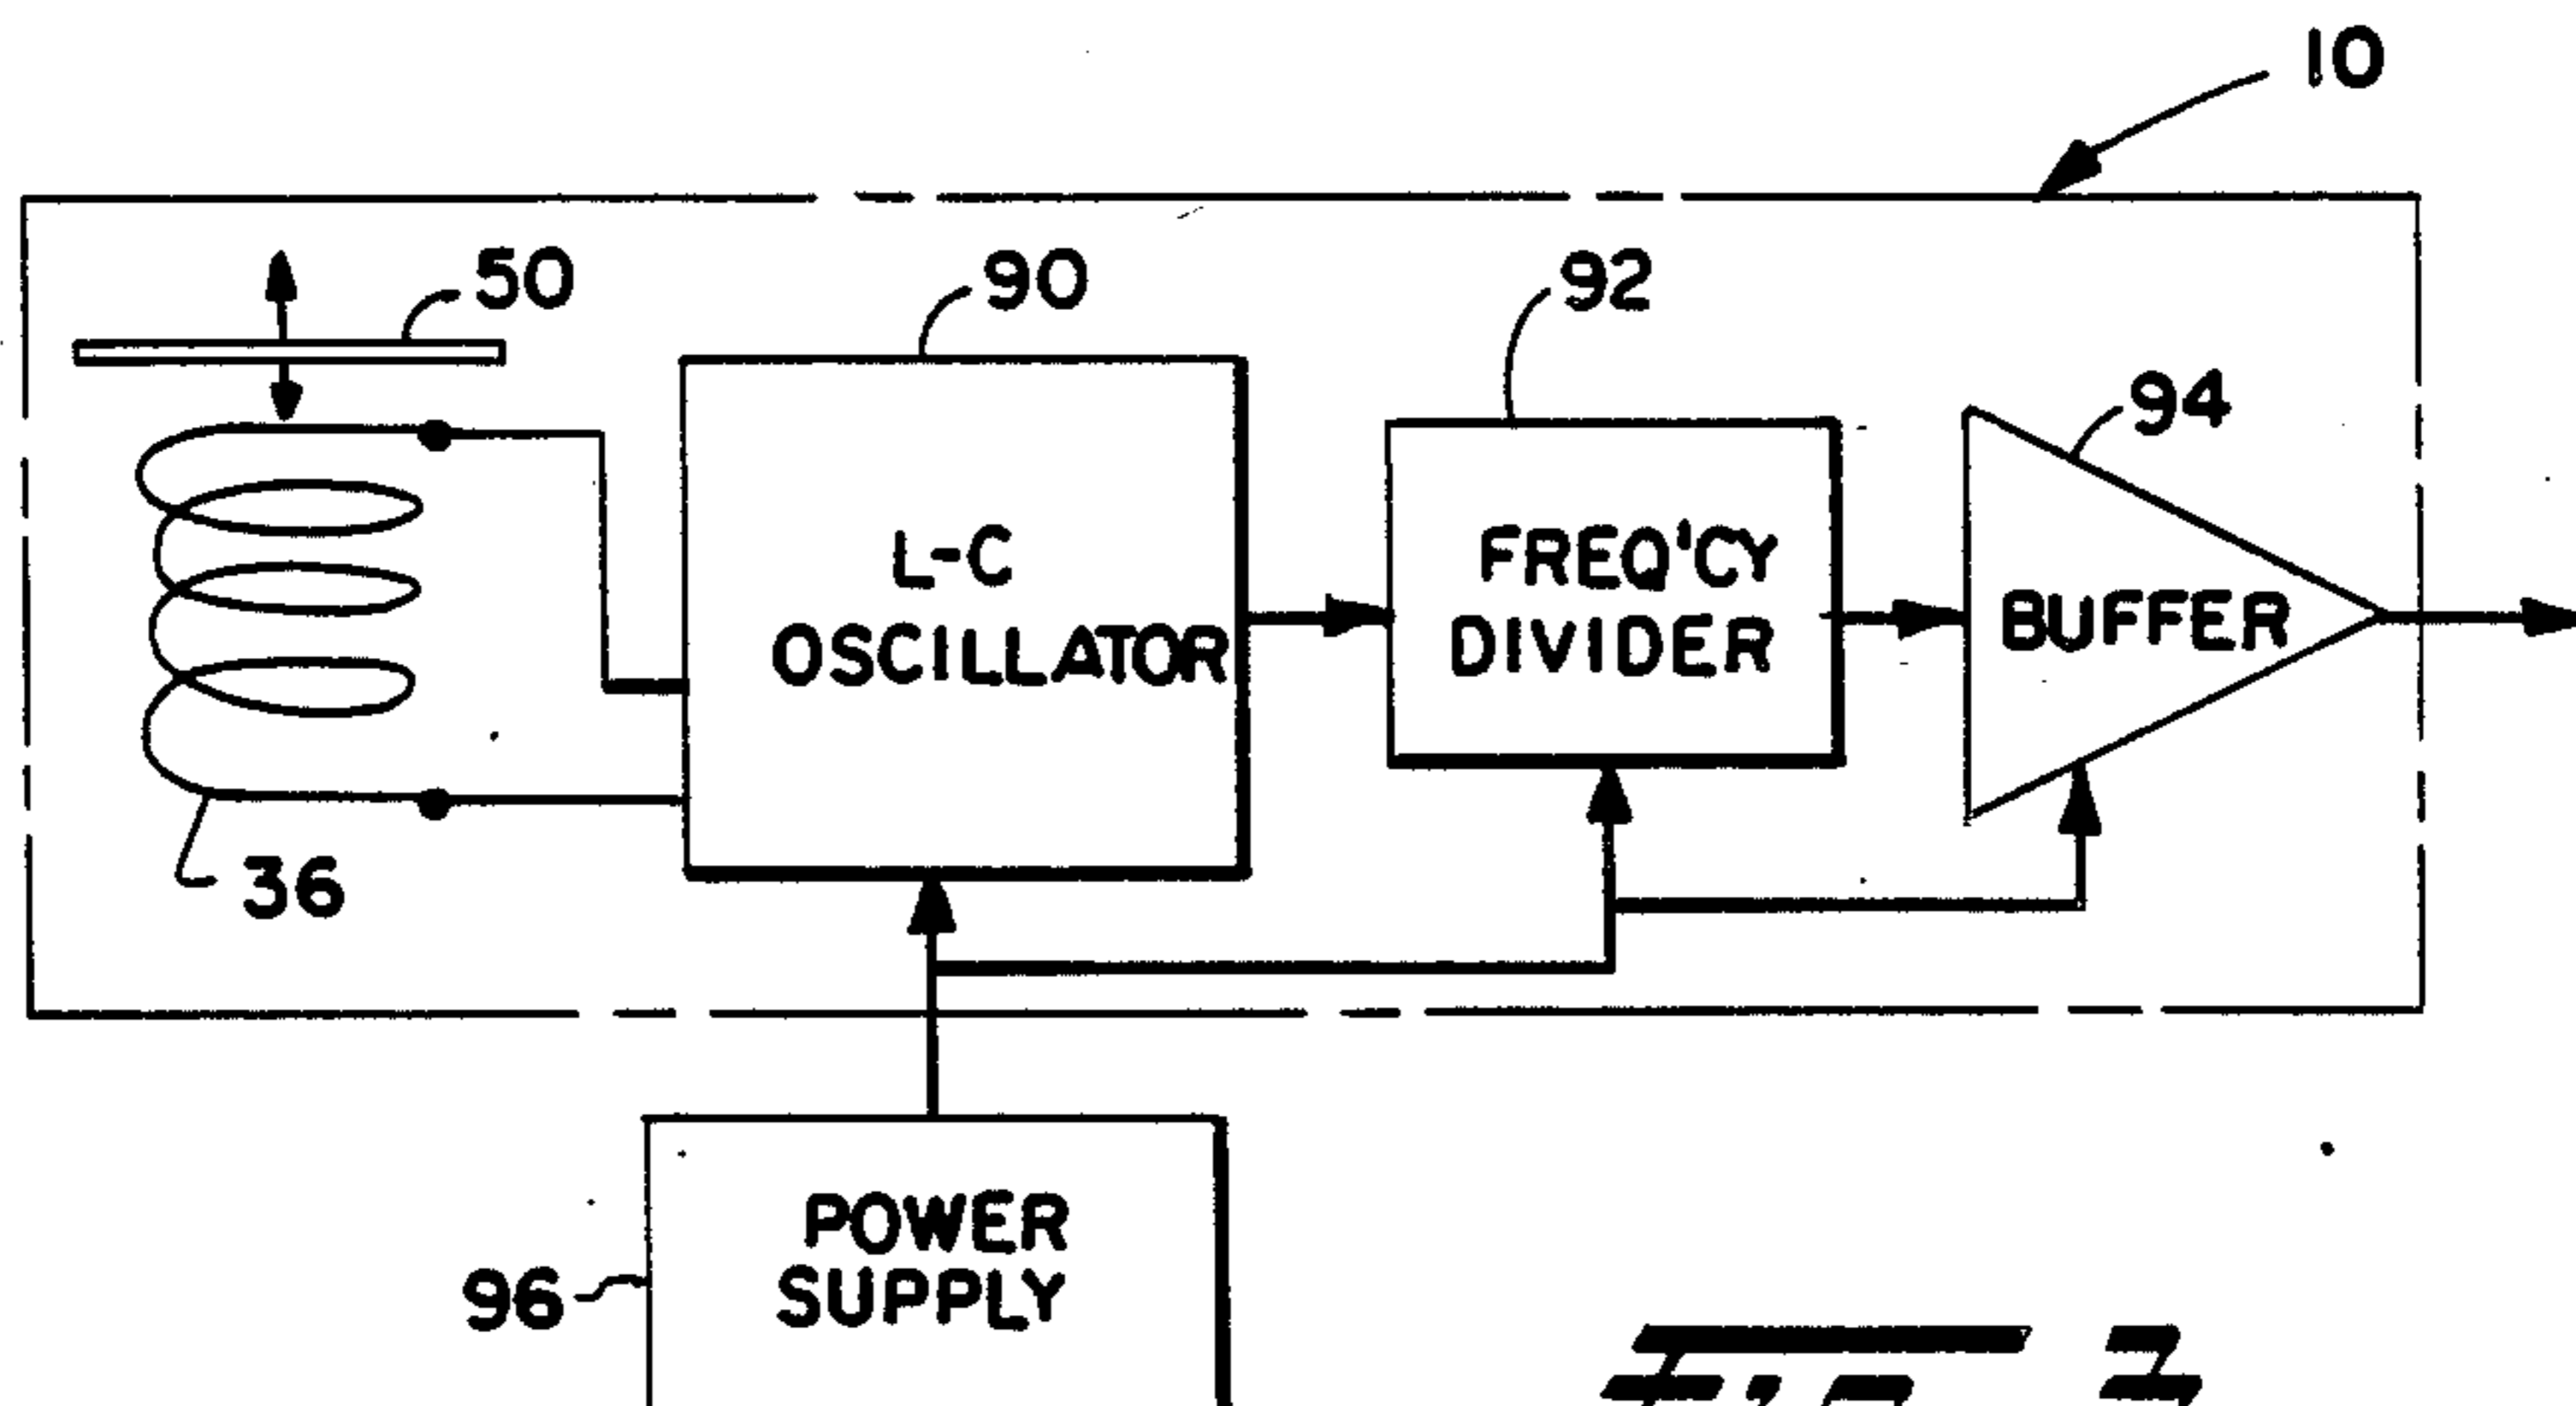 10
50
90
92
94
L-C
OSCILLATOR
FREQ'CY
DIVIDER
BUFFER
36
POWER
SUPPLY
96